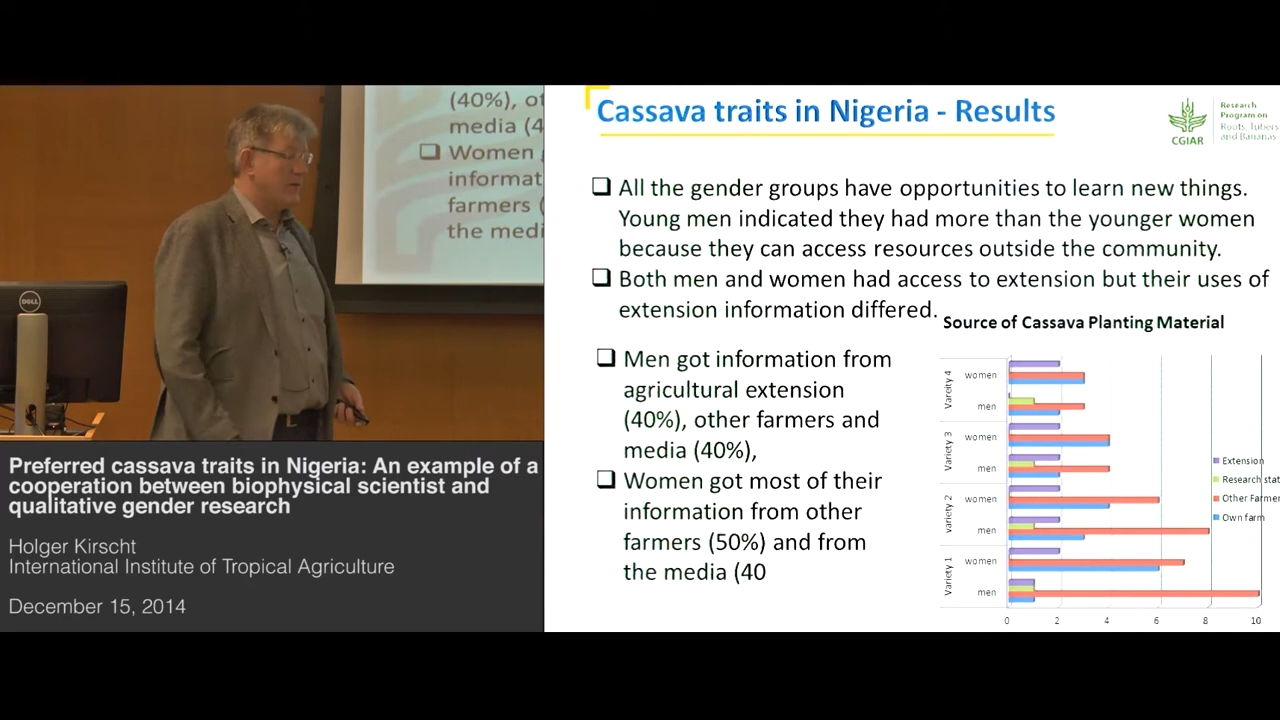 (40%), ot
media (4
Women
informat
farmers (
the medi
DELL
Preferred cassava traits in Nigeria: An example of a
cooperation between biophysical scientist and
qualitative gender research
Holger Kirscht
International Institute of Tropical Agriculture
December 15, 2014
Cassava traits in Nigeria - Results
CGIAR
Research
Program on
Roots, Tubers
and Bananas
All the gender groups have opportunities to learn new things.
Young men indicated they had more than the younger women
because they can access resources outside the community.
Both men and women had access to extension but their uses of
extension information differed.
Men got information from
agricultural extension
(40%), other farmers and
media (40%),
Women got most of their
information from other
farmers (50%) and from
the media (40
Source of Cassava Planting Material
Vareity 4
women
men
Variety 3
women
men
variety 2
women
men
Variety 1
women
men
0 2 4 6 8 10
Extension
Research stat
Other Farmer
Own farm